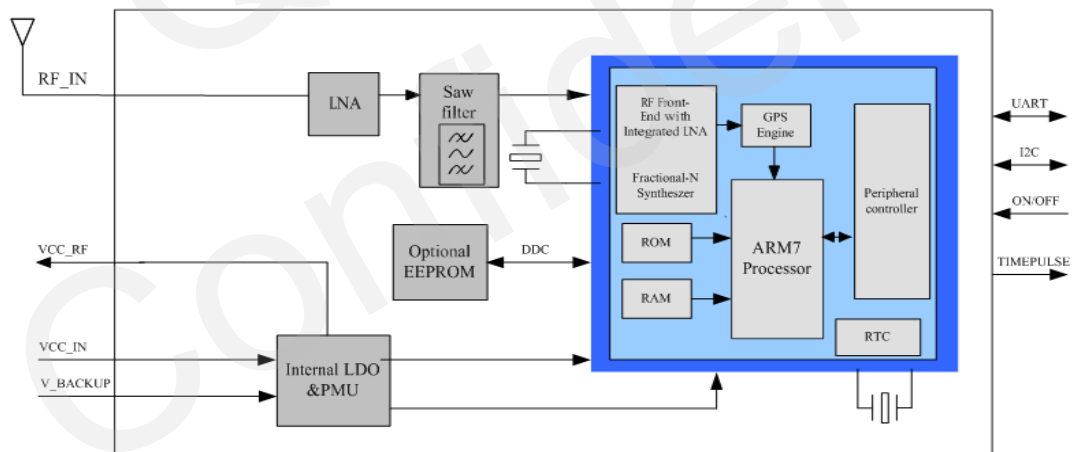 RF_IN
LNA
Saw
filter
RF Front-
End with
Integrated LNA
Fractional-N
Syntheszer
GPS
Engine
Peripheral
controller
UART
I2C
ON/OFF
TIMEPULSE
Optional
EEPROM
DDC
ROM
RAM
ARM7
Processor
RTC
VCC_RF
VCC_IN
V_BACKUP
Internal LDO
&PMU